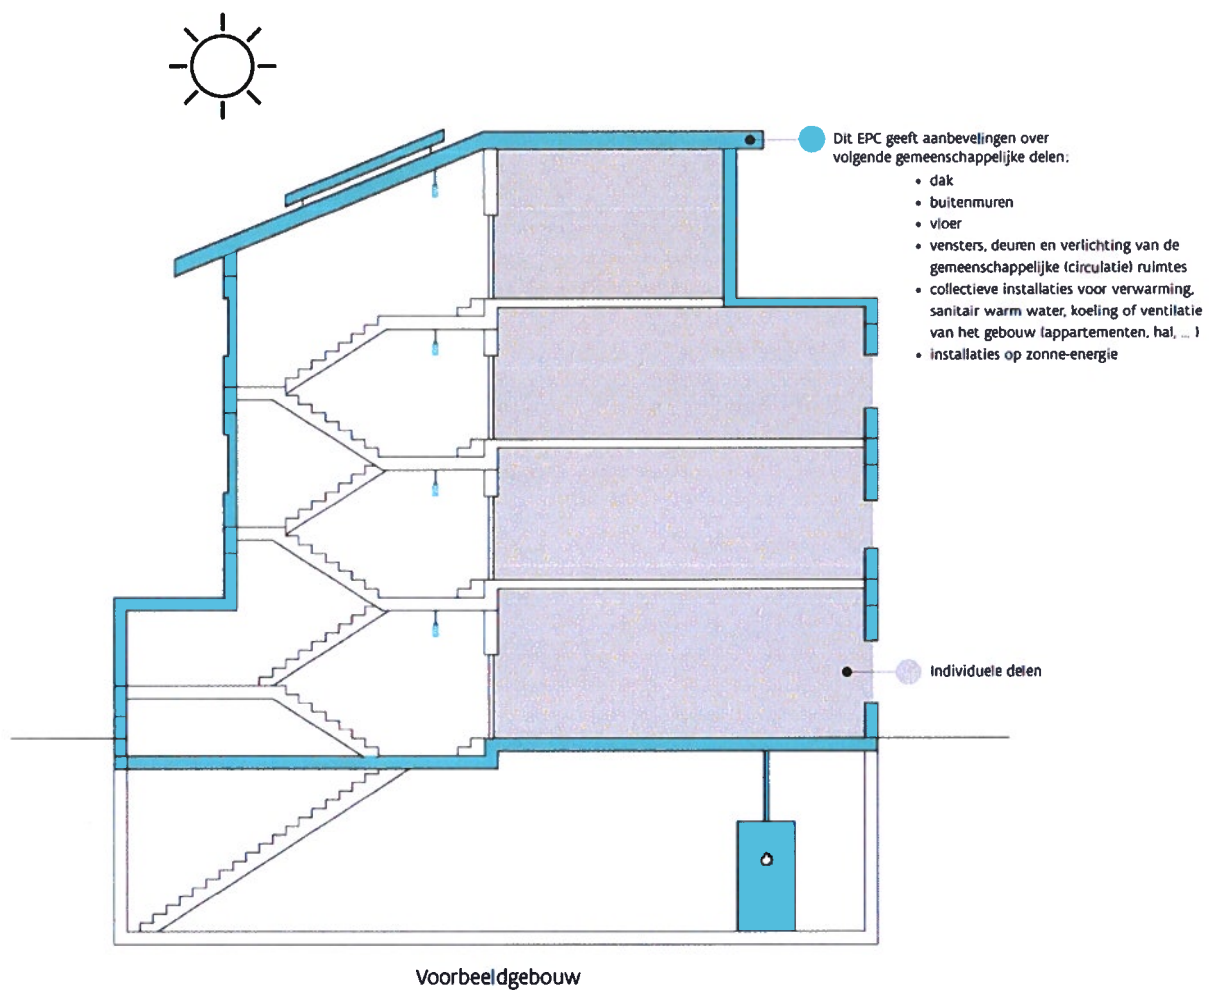 Dit EPC geeft aanbevelingen over
volgende gemeenschappelijke delen:
• dak
• buitenmuren
• vloer
• vensters, deuren en verlichting van de
gemeenschappelijke (circulatie) ruimtes
• collectieve installaties voor verwarming,
sanitair warm water, koeling of ventilatie
van het gebouw (appartementen, hal, ... )
• installaties op zonne-energie
Individuele delen
Voorbeeldgebouw